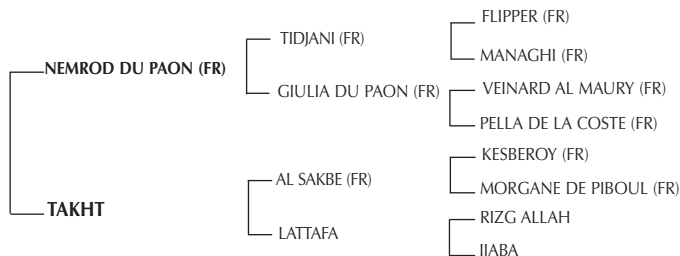 FLIPPER (FR)
TIDJANI (FR)
MANAGHI (FR)
NEMROD DU PAON (FR)
GIULIA DU PAON (FR)
VEINARD AL MAURY (FR)
PELLA DE LA COSTE (FR)
KESBEROY (FR)
AL SAKBE (FR)
MORGANE DE PIBOUL (FR)
TAKHT
RIZG ALLAH
LATTAFA